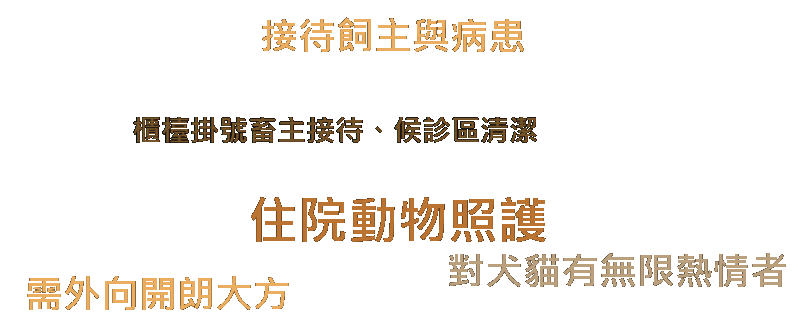 接待飼主與病患
櫃檯掛號畜主接待、候診區清潔
住院動物照護
對犬貓有無限熱情者
需外向開朗大方